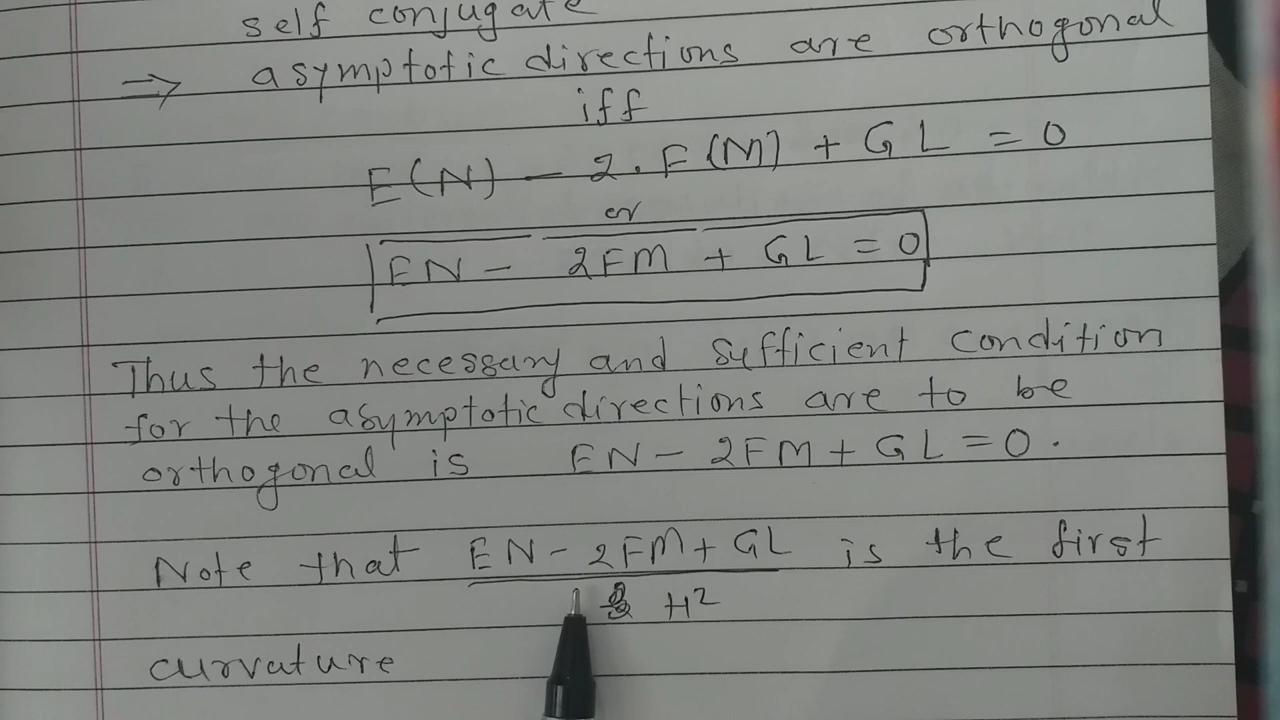 self conjugate
⇒ asymptotic directions are orthogonal
iff
E(N) - 2.F(M) + GL = 0
or
EN - 2FM + GL = 0
Thus the necessary and sufficient condition
for the asymptotic directions are to be
orthogonal is EN - 2FM + GL = 0.
Note that EN - 2FM + GL is the first
H²
curvature